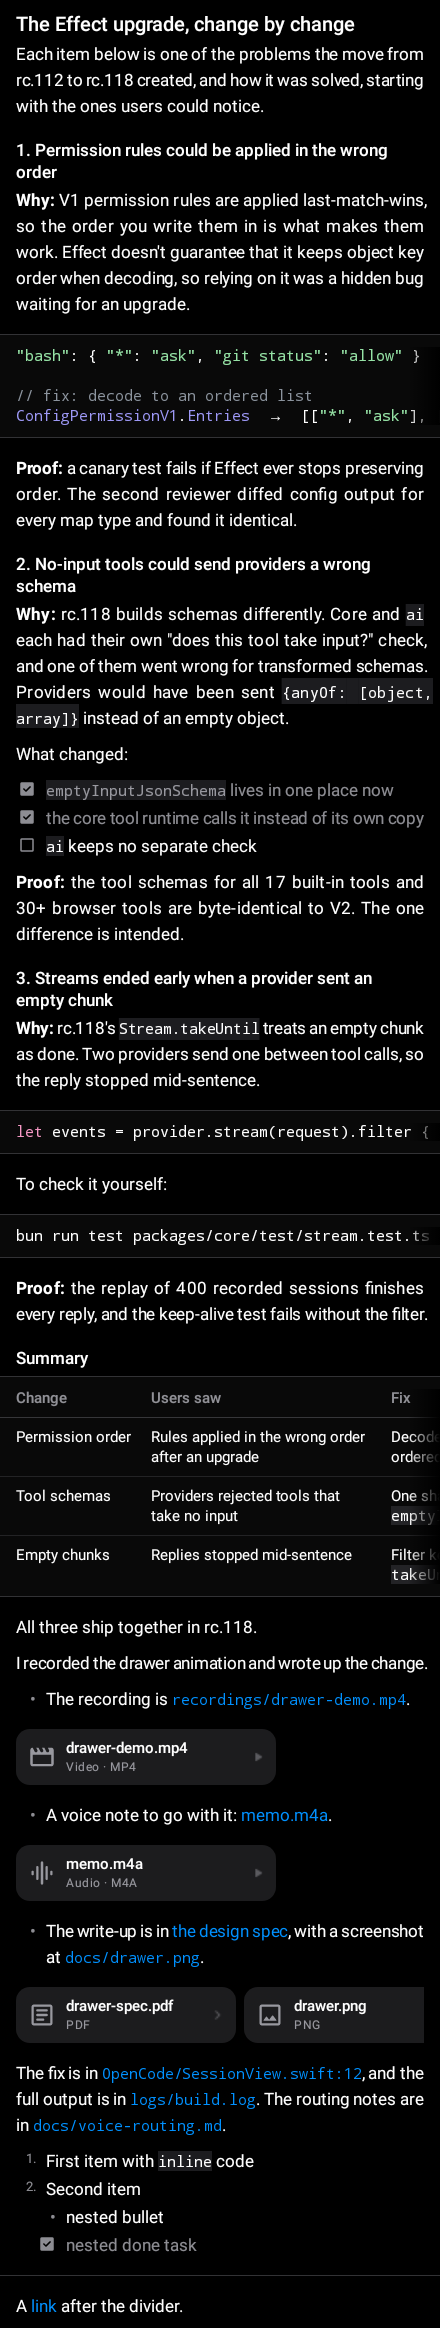 The Effect upgrade, change by change
Each item below is one of the problems the move from
rc.112 to rc.118 created, and how it was solved, starting
with the ones users could notice.
1. Permission rules could be applied in the wrong
order
Why: V1 permission rules are applied last-match-wins,
so the order you write them in is what makes them
work. Effect doesn't guarantee that it keeps object key
order when decoding, so relying on it was a hidden bug
waiting for an upgrade.
"bash": { "*": "ask", "git status": "allow" }
// fix: decode to an ordered list
ConfigPermissionV1.Entries → [["*", "ask"],
Proof: a canary test fails if Effect ever stops preserving
order. The second reviewer diffed config output for
every map type and found it identical.
2. No-input tools could send providers a wrong
schema
Why: rc.118 builds schemas differently. Core and ai
each had their own "does this tool take input?" check,
and one of them went wrong for transformed schemas.
Providers would have been sent {anyOf: [object,
array]} instead of an empty object.
What changed:
emptyInputJsonSchema lives in one place now
the core tool runtime calls it instead of its own copy
ai keeps no separate check
Proof: the tool schemas for all 17 built-in tools and
30+ browser tools are byte-identical to V2. The one
difference is intended.
3. Streams ended early when a provider sent an
empty chunk
Why: rc.118's Stream.takeUntil treats an empty chunk
as done. Two providers send one between tool calls, so
the reply stopped mid-sentence.
let events = provider.stream(request).filter {
To check it yourself:
bun run test packages/core/test/stream.test.ts
Proof: the replay of 400 recorded sessions finishes
every reply, and the keep-alive test fails without the filter.
Summary
Change Users saw Fix
Permission order Rules applied in the wrong order Decode
after an upgrade ordered
Tool schemas Providers rejected tools that One sh
take no input empty
Empty chunks Replies stopped mid-sentence Filter k
takeU
All three ship together in rc.118.
I recorded the drawer animation and wrote up the change.
• The recording is recordings/drawer-demo.mp4.
drawer-demo.mp4
Video · MP4
• A voice note to go with it: memo.m4a.
memo.m4a
Audio · M4A
• The write-up is in the design spec, with a screenshot
at docs/drawer.png.
drawer-spec.pdf
PDF
drawer.png
PNG
The fix is in OpenCode/SessionView.swift:12, and the
full output is in logs/build.log. The routing notes are
in docs/voice-routing.md.
1. First item with inline code
2. Second item
• nested bullet
nested done task
A link after the divider.